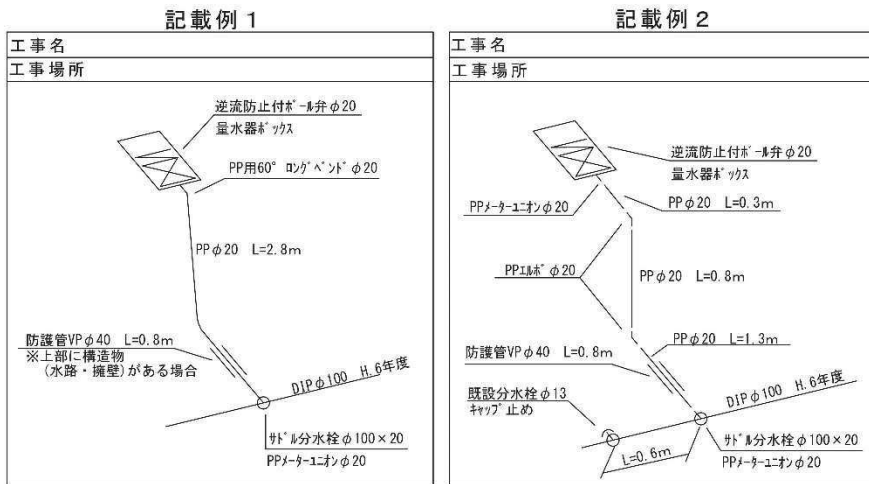 記載例1
工事名
工事場所
逆流防止付ﾎﾞｰﾙ弁φ20
量水器ﾎﾞｯｸｽ
PP用60° ﾛﾝｸﾞﾍﾞﾝﾄﾞφ20
PPφ20 L=2.8m
防護管VPφ40 L=0.8m
※上部に構造物
(水路・擁壁)がある場合
DIPφ100 H.6年度
ｻﾄﾞﾙ分水栓φ100×20
PPﾒｰﾀｰﾕﾆｵﾝφ20
記載例2
工事名
工事場所
逆流防止付ﾎﾞｰﾙ弁φ20
量水器ﾎﾞｯｸｽ
PPﾒｰﾀｰﾕﾆｵﾝφ20
PPφ20 L=0.3m
PPｴﾙﾎﾞφ20
PPφ20 L=0.8m
PPφ20 L=1.3m
防護管VPφ40 L=0.8m
DIPφ100 H.6年度
既設分水栓φ13
ｷｬｯﾌﾟ止め
L=0.6m
ｻﾄﾞﾙ分水栓φ100×20
PPﾒｰﾀｰﾕﾆｵﾝφ20